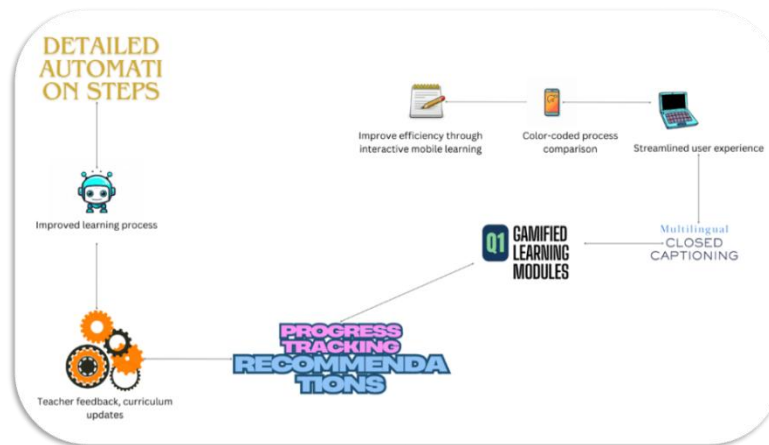 DETAILED
AUTOMATI
ON STEPS
Improved learning process
Teacher feedback, curriculum
updates
PROGRESS
TRACKING
RECOMMENDA
TIONS
Q1
GAMIFIED
LEARNING
MODULES
Multilingual
CLOSED
CAPTIONING
Streamlined user experience
Color-coded process
comparison
Improve efficiency through
interactive mobile learning